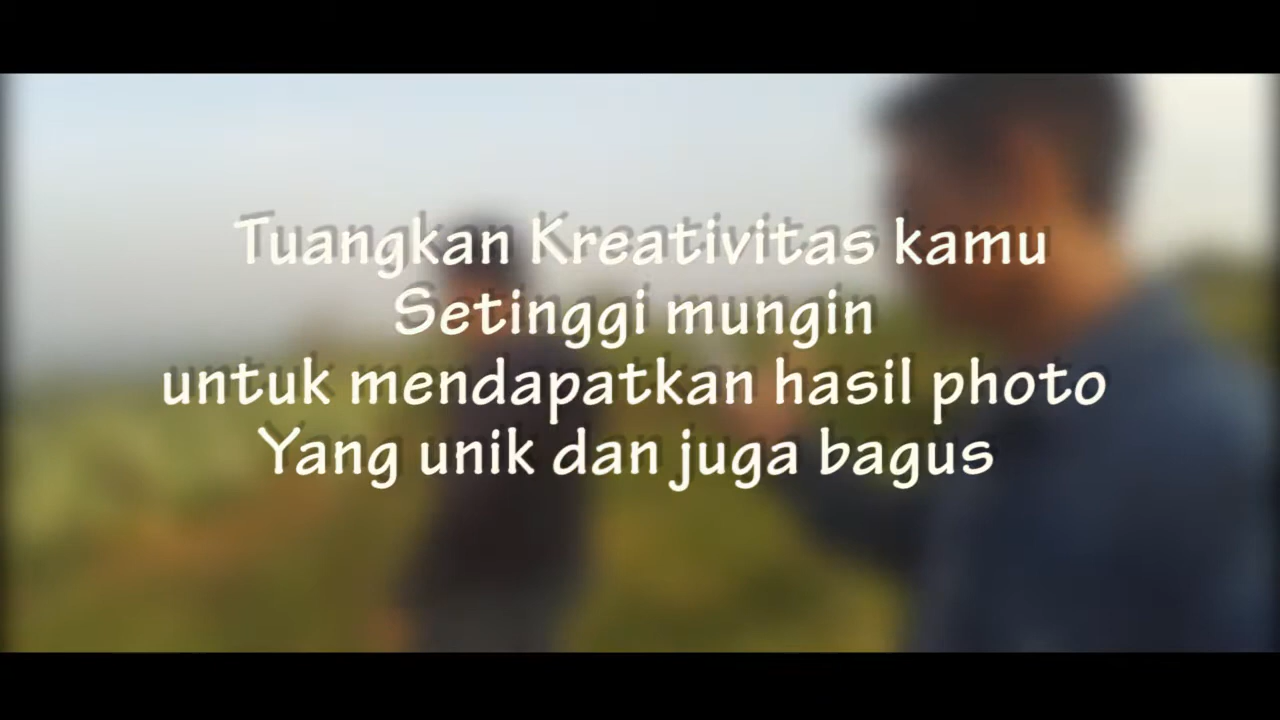 Tuangkan Kreativitas kamu
Setinggi mungin
untuk mendapatkan hasil photo
Yang unik dan juga bagus